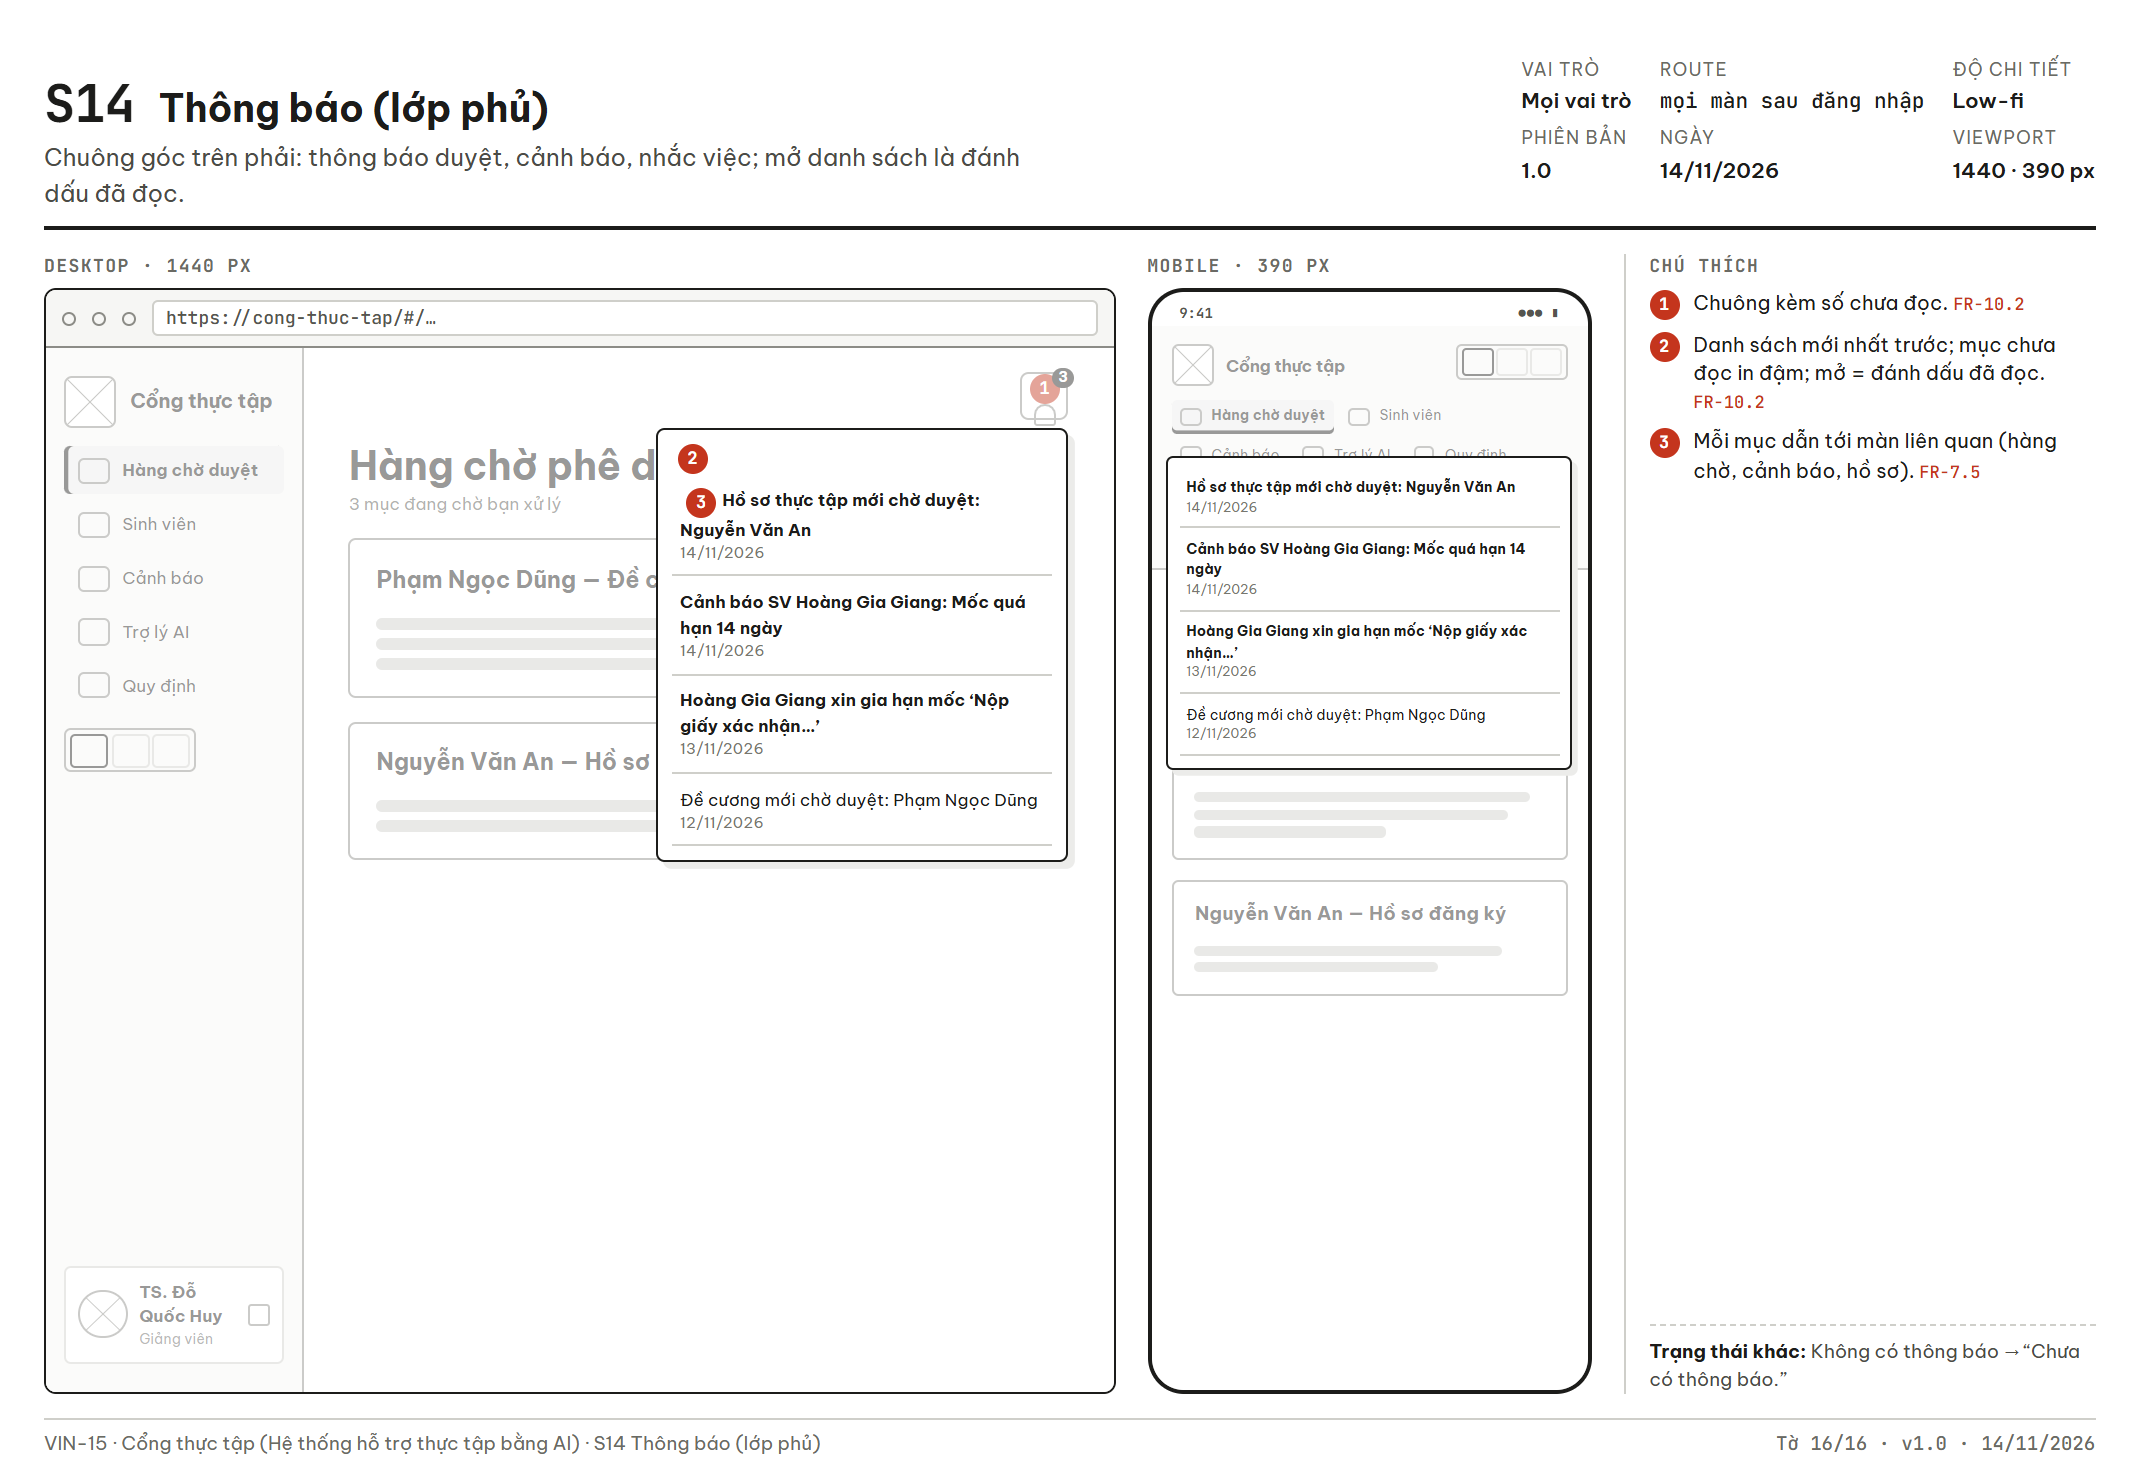 S14 Thông báo (lớp phủ)
Chuông góc trên phải: thông báo duyệt, cảnh báo, nhắc việc; mở danh sách là đánh
dấu đã đọc.
VAI TRÒ
Mọi vai trò
ROUTE
mọi màn sau đăng nhập
ĐỘ CHI TIẾT
Low-fi
PHIÊN BẢN
1.0
NGÀY
14/11/2026
VIEWPORT
1440 · 390 px
DESKTOP · 1440 PX
https://cong-thuc-tap/#/…
Cổng thực tập
Hàng chờ duyệt
Sinh viên
Cảnh báo
Trợ lý AI
Quy định
TS. Đỗ
Quốc Huy
Giảng viên
1
3
Hàng chờ phê d
3 mục đang chờ bạn xử lý
Phạm Ngọc Dũng – Đề c
Nguyễn Văn An – Hồ sơ
2
3 Hồ sơ thực tập mới chờ duyệt:
Nguyễn Văn An
14/11/2026
Cảnh báo SV Hoàng Gia Giang: Mốc quá
hạn 14 ngày
14/11/2026
Hoàng Gia Giang xin gia hạn mốc ‘Nộp
giấy xác nhận…’
13/11/2026
Đề cương mới chờ duyệt: Phạm Ngọc Dũng
12/11/2026
MOBILE · 390 PX
9:41
Cổng thực tập
Hàng chờ duyệt
Sinh viên
Cảnh báo
Trợ lý AI
Quy định
Hồ sơ thực tập mới chờ duyệt: Nguyễn Văn An
14/11/2026
Cảnh báo SV Hoàng Gia Giang: Mốc quá hạn 14
ngày
14/11/2026
Hoàng Gia Giang xin gia hạn mốc ‘Nộp giấy xác
nhận…’
13/11/2026
Đề cương mới chờ duyệt: Phạm Ngọc Dũng
12/11/2026
Nguyễn Văn An – Hồ sơ đăng ký
CHÚ THÍCH
1 Chuông kèm số chưa đọc. FR-10.2
2 Danh sách mới nhất trước; mục chưa
đọc in đậm; mở = đánh dấu đã đọc.
FR-10.2
3 Mỗi mục dẫn tới màn liên quan (hàng
chờ, cảnh báo, hồ sơ). FR-7.5
Trạng thái khác: Không có thông báo → “Chưa
có thông báo.”
VIN-15 · Cổng thực tập (Hệ thống hỗ trợ thực tập bằng AI) · S14 Thông báo (lớp phủ)
Tờ 16/16 · v1.0 · 14/11/2026